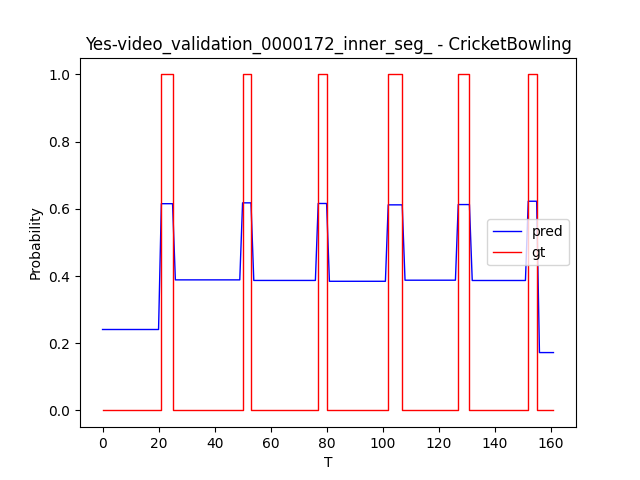 Yes-video_validation_0000172_inner_seg_ - CricketBowling
1.0
0.8
0.6
0.4
0.2
0.0
Probability
pred
gt
0 20 40 60 80 100 120 140 160
T